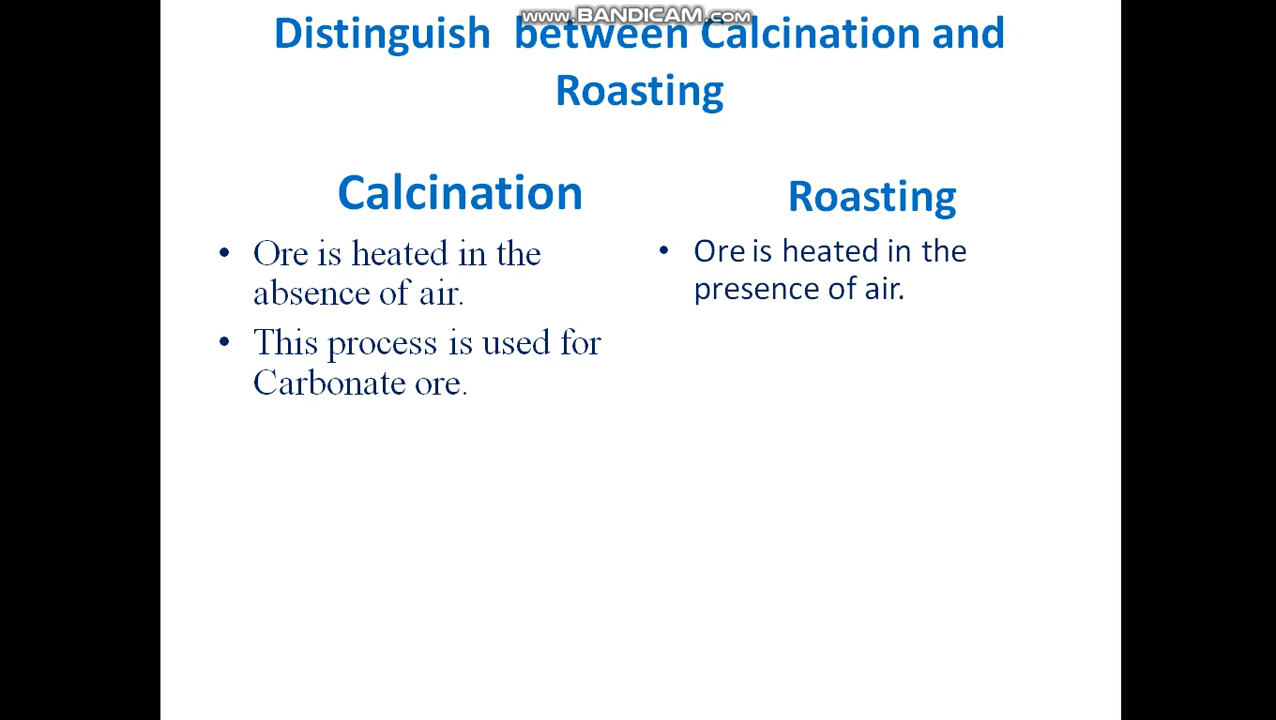 www.BANDICAM.com
Distinguish between Calcination and
Roasting
Calcination
• Ore is heated in the
absence of air.
• This process is used for
Carbonate ore.
Roasting
• Ore is heated in the
presence of air.